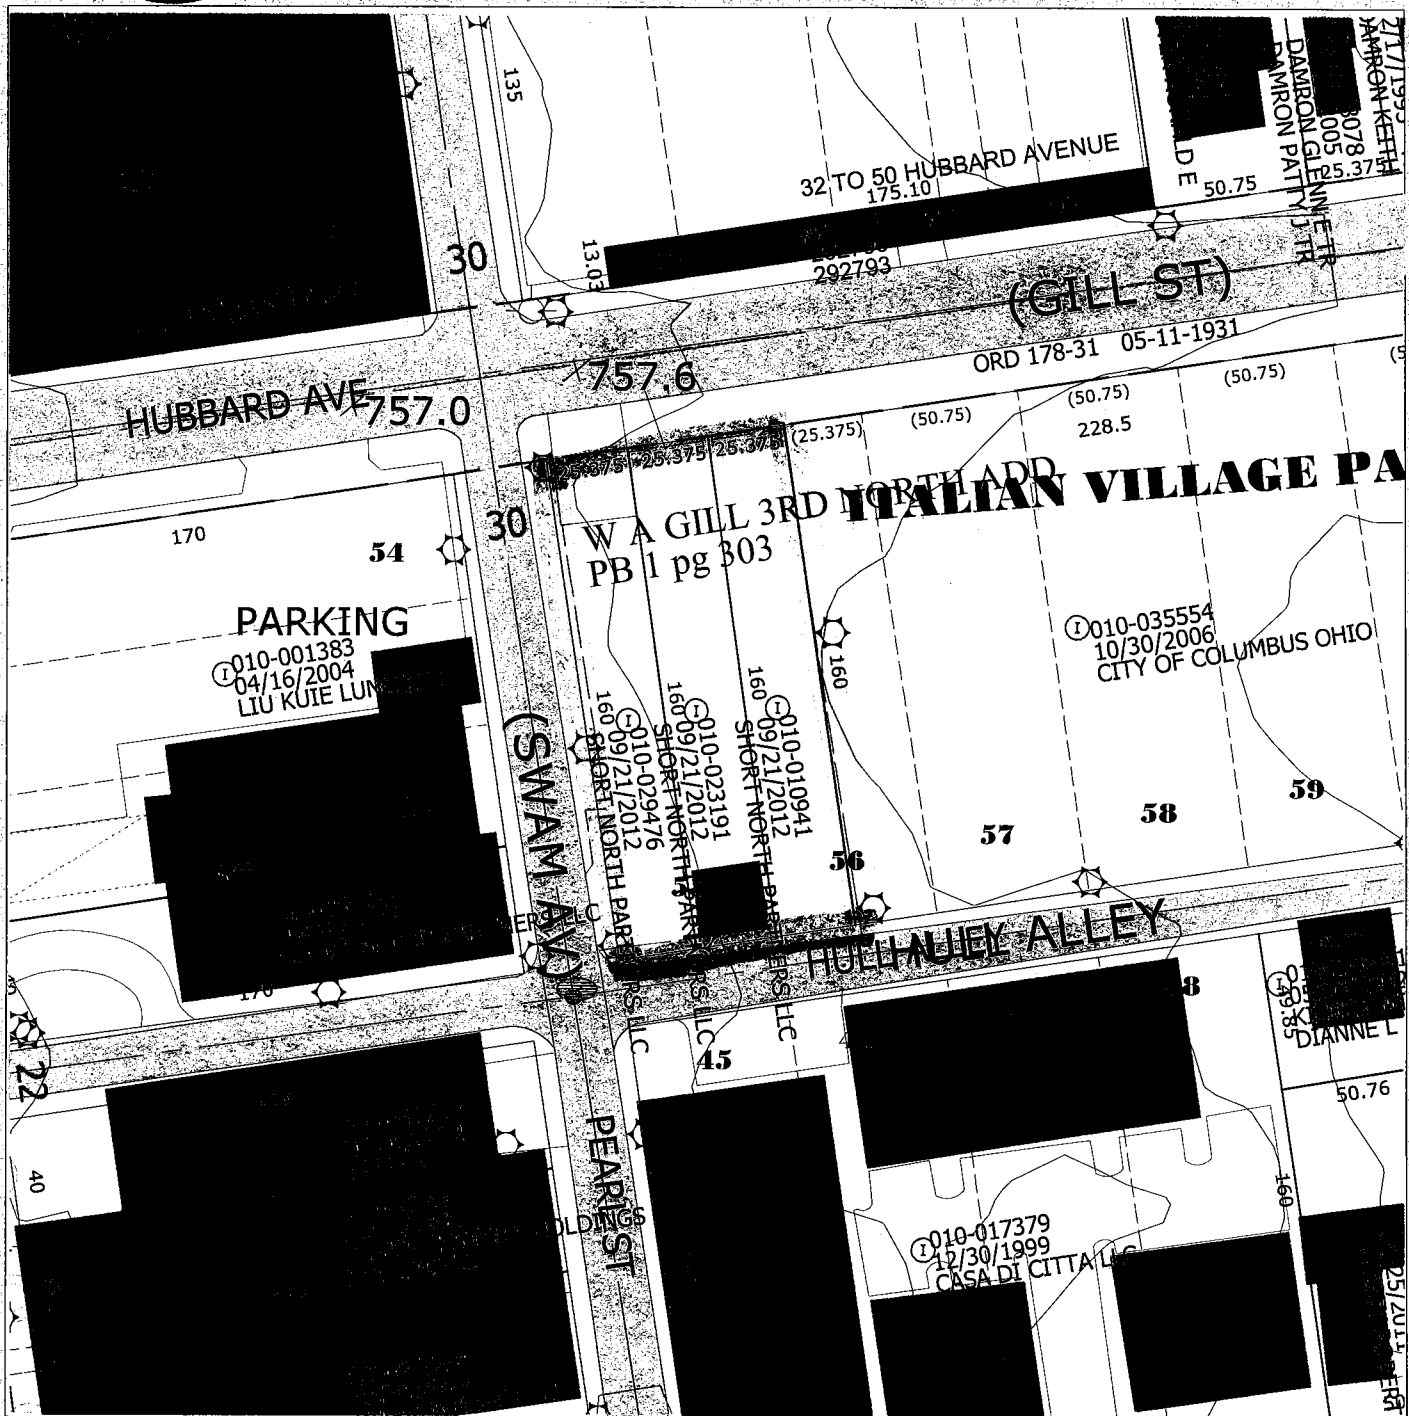 135
32 TO 50 HUBBARD AVENUE
175.10
50.75
25.375
DAMRON PATTY J TR
DAMRON GLENN E TR
2/17/1993
30
13.03
292793
(GILL ST)
ORD 178-31 05-11-1931
757.6
HUBBARD AVE
757.0
25.375
25.375
25.375
(25.375)
(50.75)
(50.75)
(50.75)
228.5
W A GILL 3RD NORTH ADD
PB 1 pg 303
ITALIAN VILLAGE PA
170
54
30
PARKING
010-001383
04/16/2004
LIU KUIE LUN
I
(SWAM AV)
160
I
010-029476
09/21/2012
SHORT NORTH PARTNERS LLC
160
I
010-023191
09/21/2012
SHORT NORTH PARTNERS LLC
160
I
010-010941
09/21/2012
SHORT NORTH PARTNERS LLC
160
I
010-035554
10/30/2006
CITY OF COLUMBUS OHIO
56
57
58
59
HULL ALLEY
170
22
40
45
DIANNE L
49.85
50.76
PEARL ST
OLDINGS
160
I
010-017379
12/30/1999
CASA DI CITTA LLC